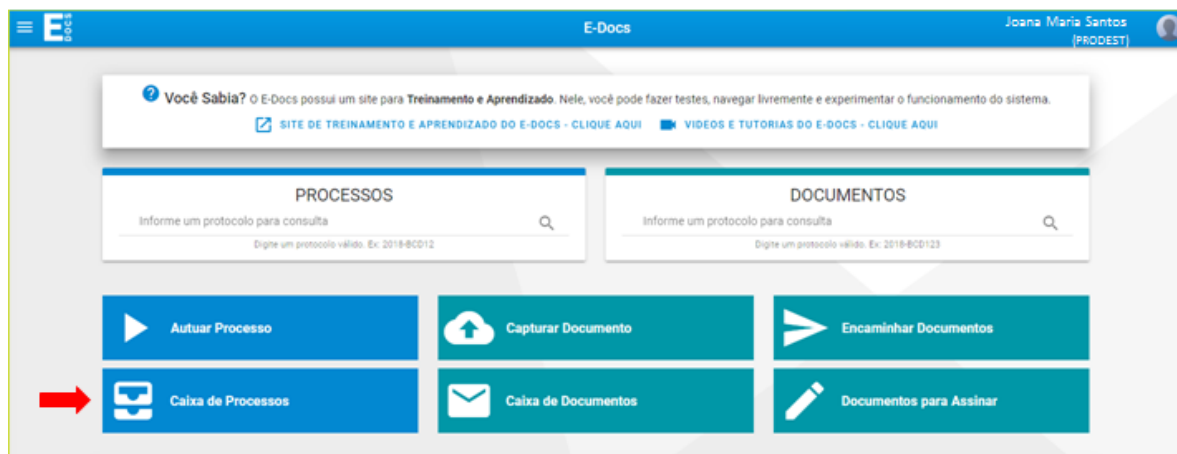 E DOCS
E-Docs
Joana Maria Santos
(PRODEST)
Você Sabia? O E-Docs possui um site para Treinamento e Aprendizado. Nele, você pode fazer testes, navegar livremente e experimentar o funcionamento do sistema.
SITE DE TREINAMENTO E APRENDIZADO DO E-DOCS - CLIQUE AQUI
VIDEOS E TUTORIAS DO E-DOCS - CLIQUE AQUI
PROCESSOS
Informe um protocolo para consulta
Digite um protocolo válido. Ex: 2018-BCD12
DOCUMENTOS
Informe um protocolo para consulta
Digite um protocolo válido. Ex: 2018-BCD123
Autuar Processo
Capturar Documento
Encaminhar Documentos
Caixa de Processos
Caixa de Documentos
Documentos para Assinar